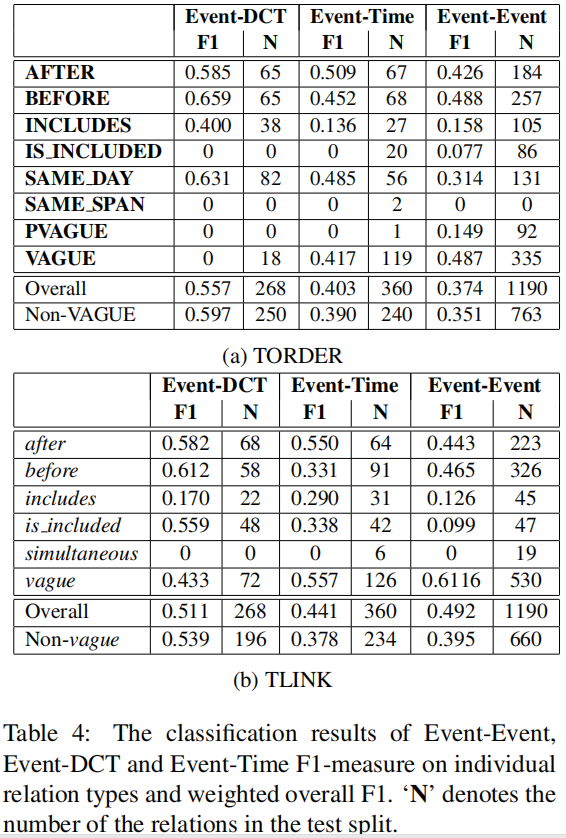 Event-DCT Event-Time Event-Event
F1 N F1 N F1 N
AFTER 0.585 65 0.509 67 0.426 184
BEFORE 0.659 65 0.452 68 0.488 257
INCLUDES 0.400 38 0.136 27 0.158 105
IS_INCLUDED 0 0 0 20 0.077 86
SAME_DAY 0.631 82 0.485 56 0.314 131
SAME_SPAN 0 0 0 2 0 0
PVAGUE 0 0 0 1 0.149 92
VAGUE 0 18 0.417 119 0.487 335
Overall 0.557 268 0.403 360 0.374 1190
Non-VAGUE 0.597 250 0.390 240 0.351 763
(a) TORDER
Event-DCT Event-Time Event-Event
F1 N F1 N F1 N
after 0.582 68 0.550 64 0.443 223
before 0.612 58 0.331 91 0.465 326
includes 0.170 22 0.290 31 0.126 45
is_included 0.559 48 0.338 42 0.099 47
simultaneous 0 0 0 6 0 19
vague 0.433 72 0.557 126 0.6116 530
Overall 0.511 268 0.441 360 0.492 1190
Non-vague 0.539 196 0.378 234 0.395 660
(b) TLINK
Table 4: The classification results of Event-Event,
Event-DCT and Event-Time F1-measure on individual
relation types and weighted overall F1. ‘N’ denotes the
number of the relations in the test split.